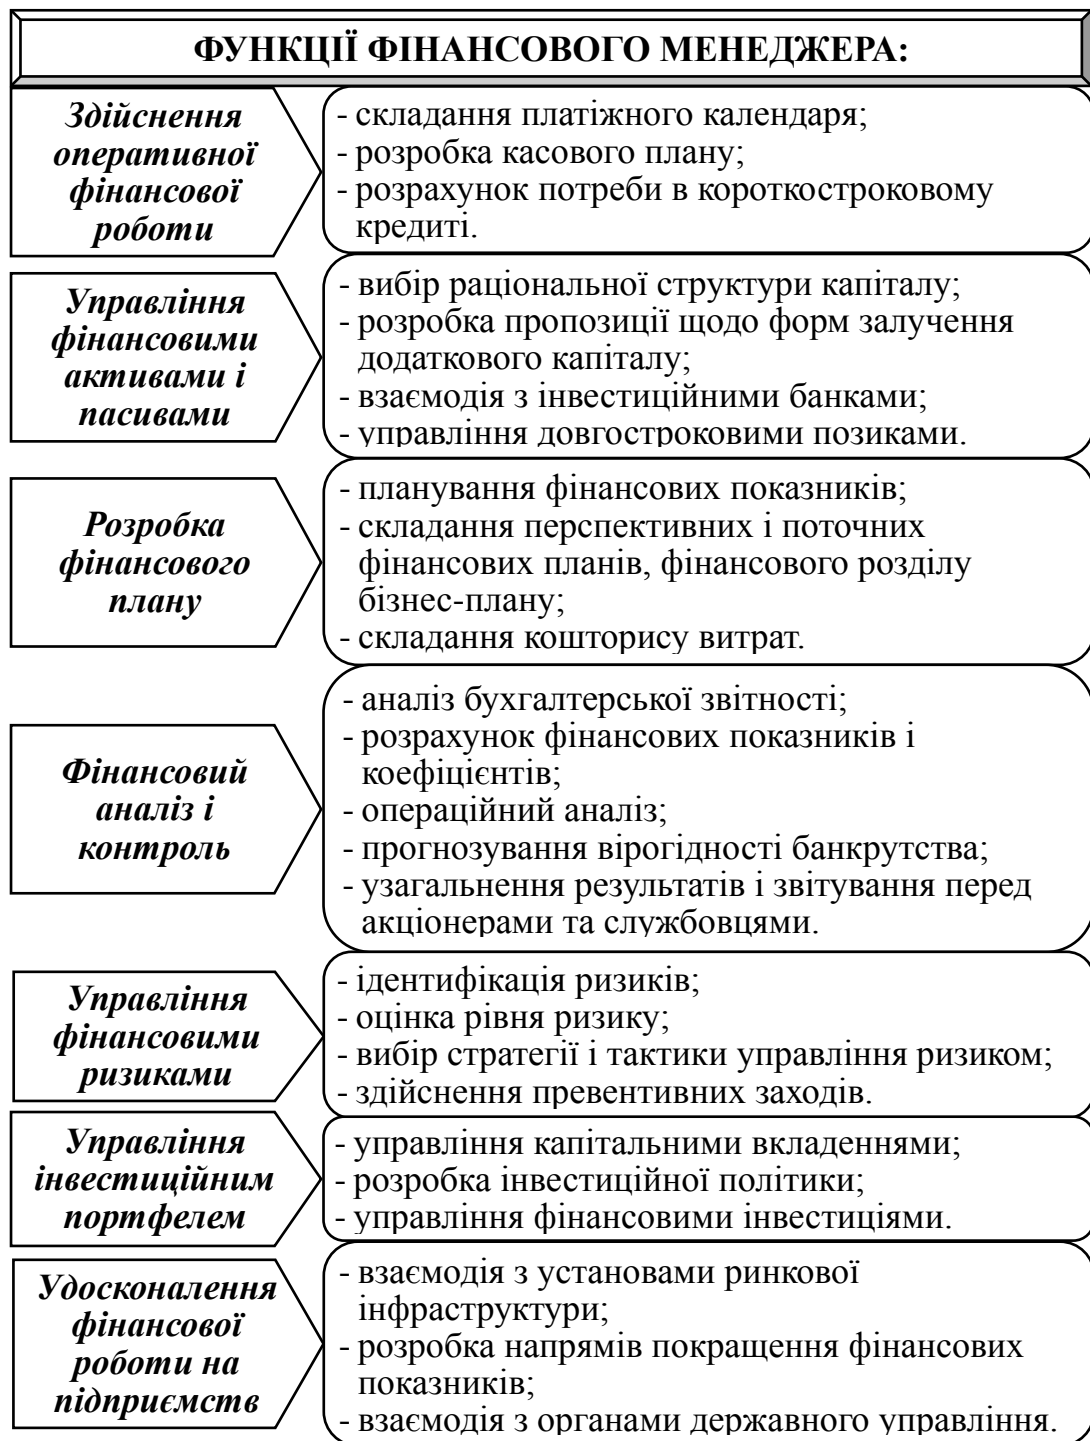 ФУНКЦІЇ ФІНАНСОВОГО МЕНЕДЖЕРА:
Здійснення
оперативної
фінансової
роботи
- складання платіжного календаря;
- розробка касового плану;
- розрахунок потреби в короткостроковому
кредиті.
Управління
фінансовими
активами і
пасивами
- вибір раціональної структури капіталу;
- розробка пропозиції щодо форм залучення
додаткового капіталу;
- взаємодія з інвестиційними банками;
- управління довгостроковими позиками.
Розробка
фінансового
плану
- планування фінансових показників;
- складання перспективних і поточних
фінансових планів, фінансового розділу
бізнес-плану;
- складання кошторису витрат.
Фінансовий
аналіз і
контроль
- аналіз бухгалтерської звітності;
- розрахунок фінансових показників і
коефіцієнтів;
- операційний аналіз;
- прогнозування вірогідності банкрутства;
- узагальнення результатів і звітування перед
акціонерами та службовцями.
Управління
фінансовими
ризиками
- ідентифікація ризиків;
- оцінка рівня ризику;
- вибір стратегії і тактики управління ризиком;
- здійснення превентивних заходів.
Управління
інвестиційним
портфелем
- управління капітальними вкладеннями;
- розробка інвестиційної політики;
- управління фінансовими інвестиціями.
Удосконалення
фінансової
роботи на
підприємств
- взаємодія з установами ринкової
інфраструктури;
- розробка напрямів покращення фінансових
показників;
- взаємодія з органами державного управління.